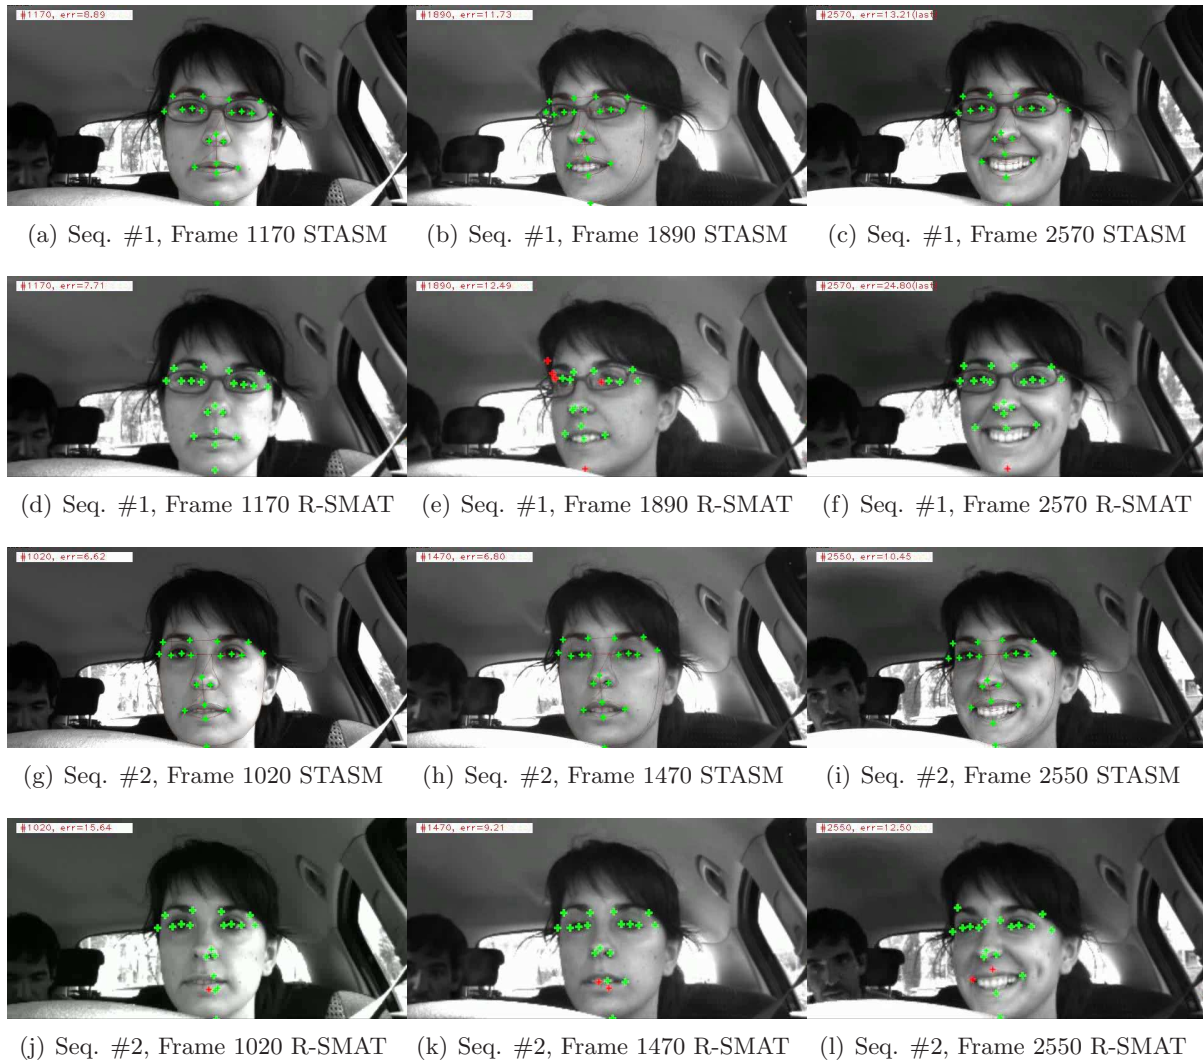 #1170, err=8.89
#1890, err=11.73
#2570, err=13.21(last
(a) Seq. #1, Frame 1170 STASM
(b) Seq. #1, Frame 1890 STASM
(c) Seq. #1, Frame 2570 STASM
#1170, err=7.71
#1890, err=12.49
#2570, err=24.80(last
(d) Seq. #1, Frame 1170 R-SMAT
(e) Seq. #1, Frame 1890 R-SMAT
(f) Seq. #1, Frame 2570 R-SMAT
#1020, err=6.62
#1470, err=6.80
#2550, err=10.45
(g) Seq. #2, Frame 1020 STASM
(h) Seq. #2, Frame 1470 STASM
(i) Seq. #2, Frame 2550 STASM
#1020, err=15.64
#1470, err=9.21
#2550, err=12.50
(j) Seq. #2, Frame 1020 R-SMAT
(k) Seq. #2, Frame 1470 R-SMAT
(l) Seq. #2, Frame 2550 R-SMAT